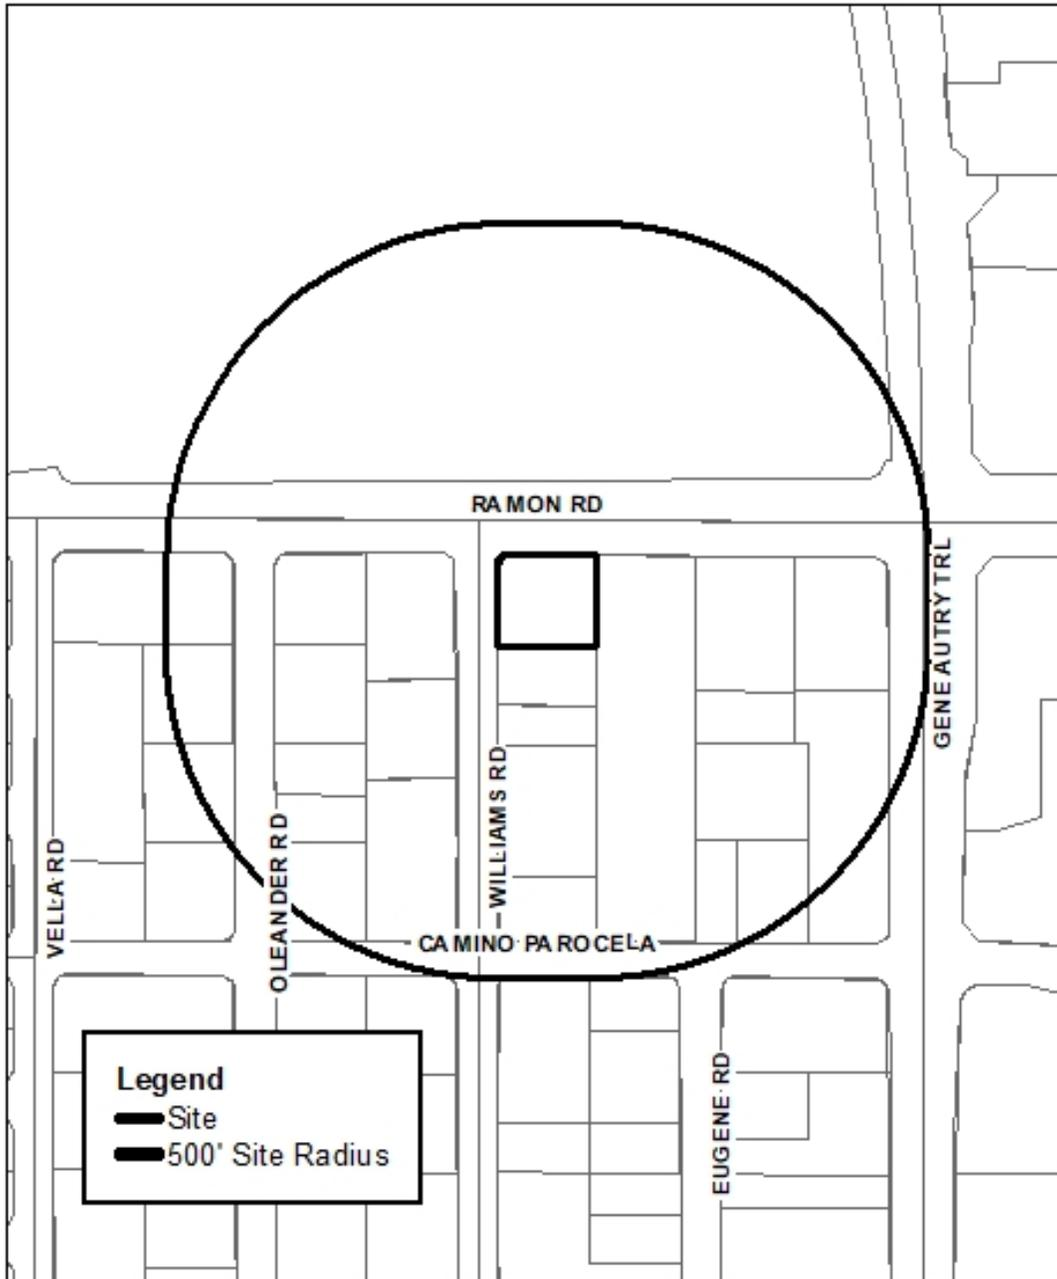 RAMON RD
GENE AUTRY TRL
WILLIAMS RD
OLEANDER RD
VELLA RD
CAMINO PAROCELA
EUGENE RD
Legend
Site
500' Site Radius